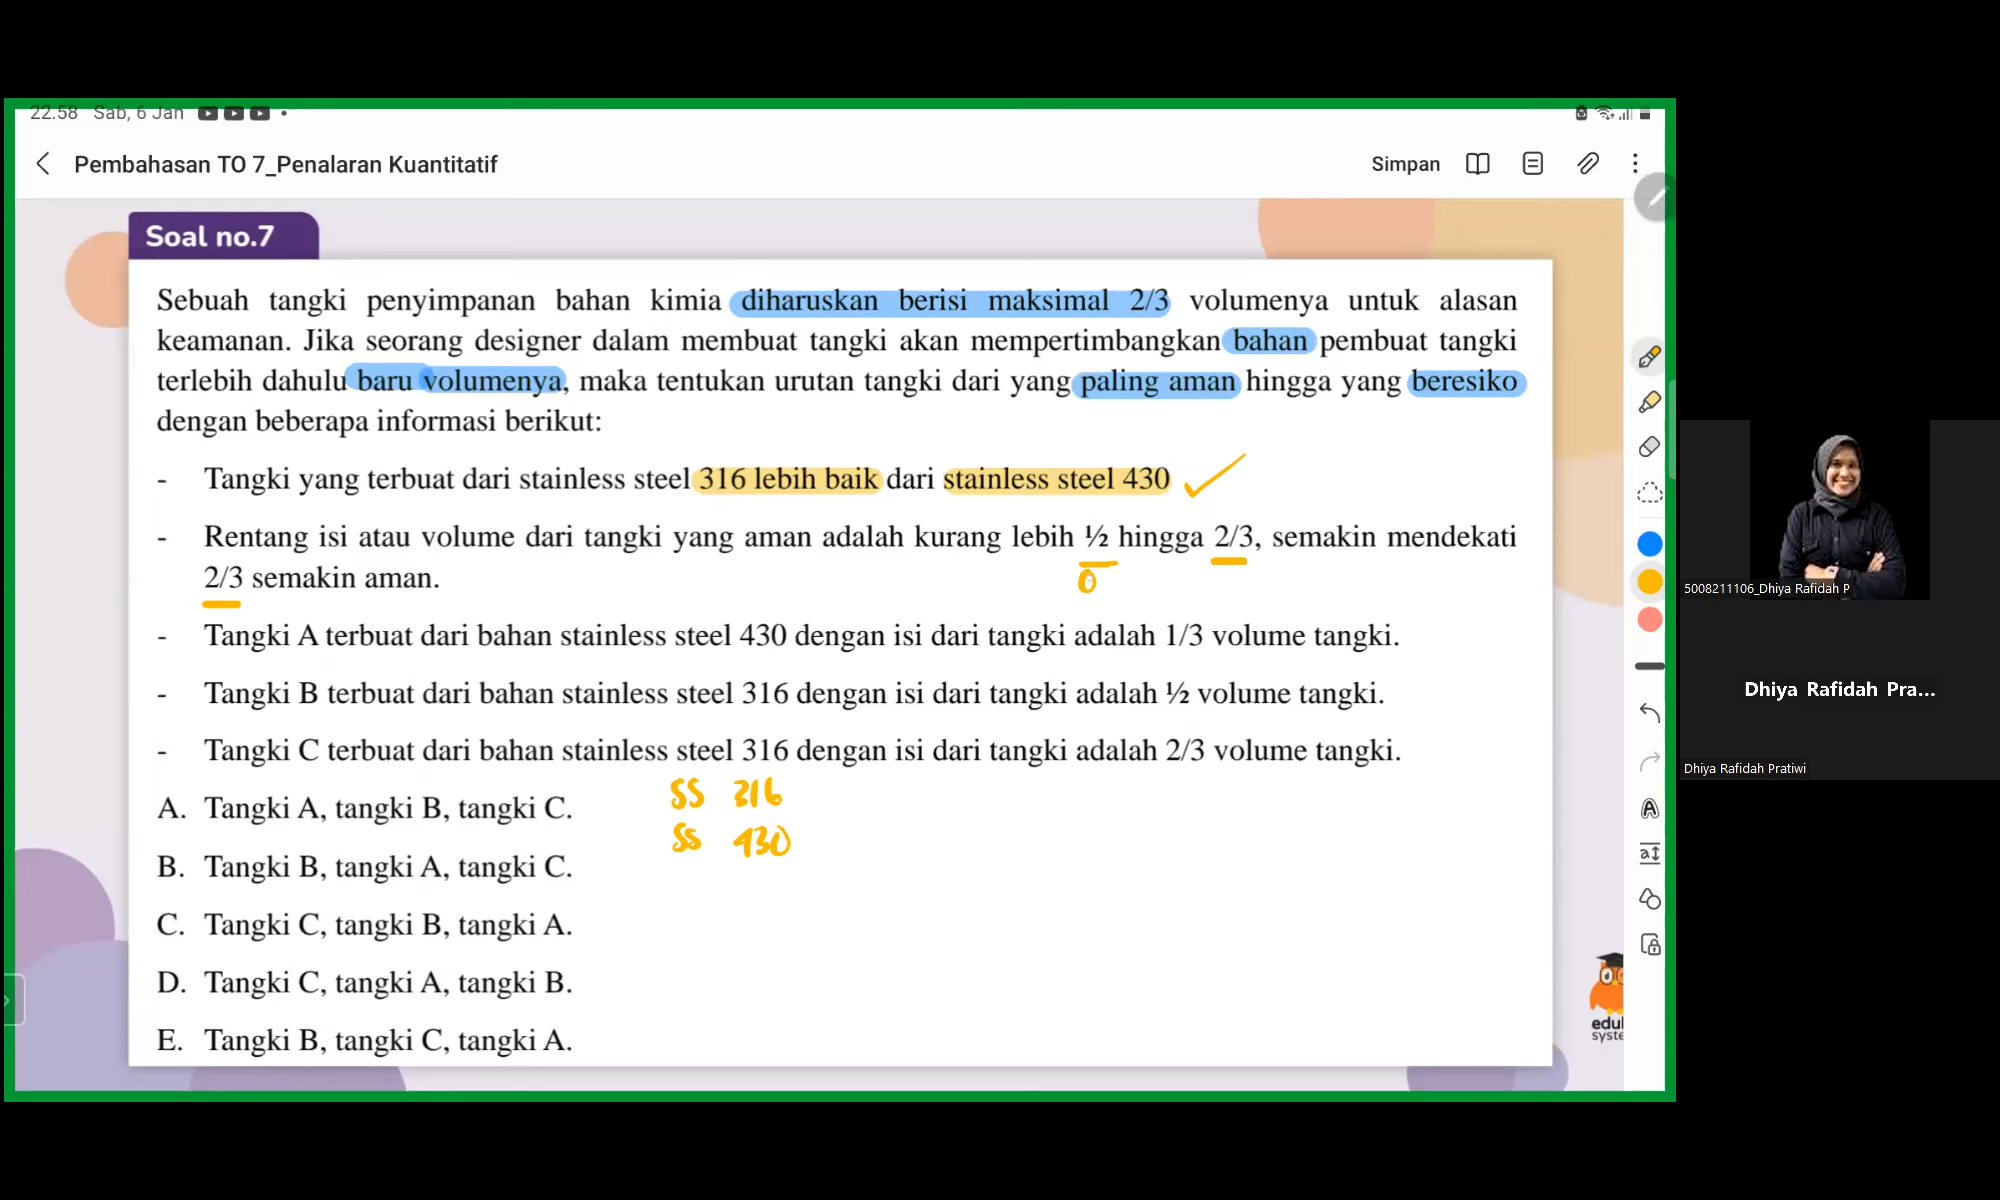 22.58 Sab, 6 Jan
Pembahasan TO 7_Penalaran Kuantitatif
Simpan
Soal no.7
Sebuah tangki penyimpanan bahan kimia diharuskan berisi maksimal 2/3 volumenya untuk alasan
keamanan. Jika seorang designer dalam membuat tangki akan mempertimbangkan bahan pembuat tangki
terlebih dahulu baru volumenya, maka tentukan urutan tangki dari yang paling aman hingga yang beresiko
dengan beberapa informasi berikut:
- Tangki yang terbuat dari stainless steel 316 lebih baik dari stainless steel 430
- Rentang isi atau volume dari tangki yang aman adalah kurang lebih ½ hingga 2/3, semakin mendekati
2/3 semakin aman.
0
- Tangki A terbuat dari bahan stainless steel 430 dengan isi dari tangki adalah 1/3 volume tangki.
- Tangki B terbuat dari bahan stainless steel 316 dengan isi dari tangki adalah ½ volume tangki.
- Tangki C terbuat dari bahan stainless steel 316 dengan isi dari tangki adalah 2/3 volume tangki.
SS 316
SS 430
A. Tangki A, tangki B, tangki C.
B. Tangki B, tangki A, tangki C.
C. Tangki C, tangki B, tangki A.
D. Tangki C, tangki A, tangki B.
E. Tangki B, tangki C, tangki A.
edu
syste
5008211106_Dhiya Rafidah P
Dhiya Rafidah Pra...
Dhiya Rafidah Pratiwi